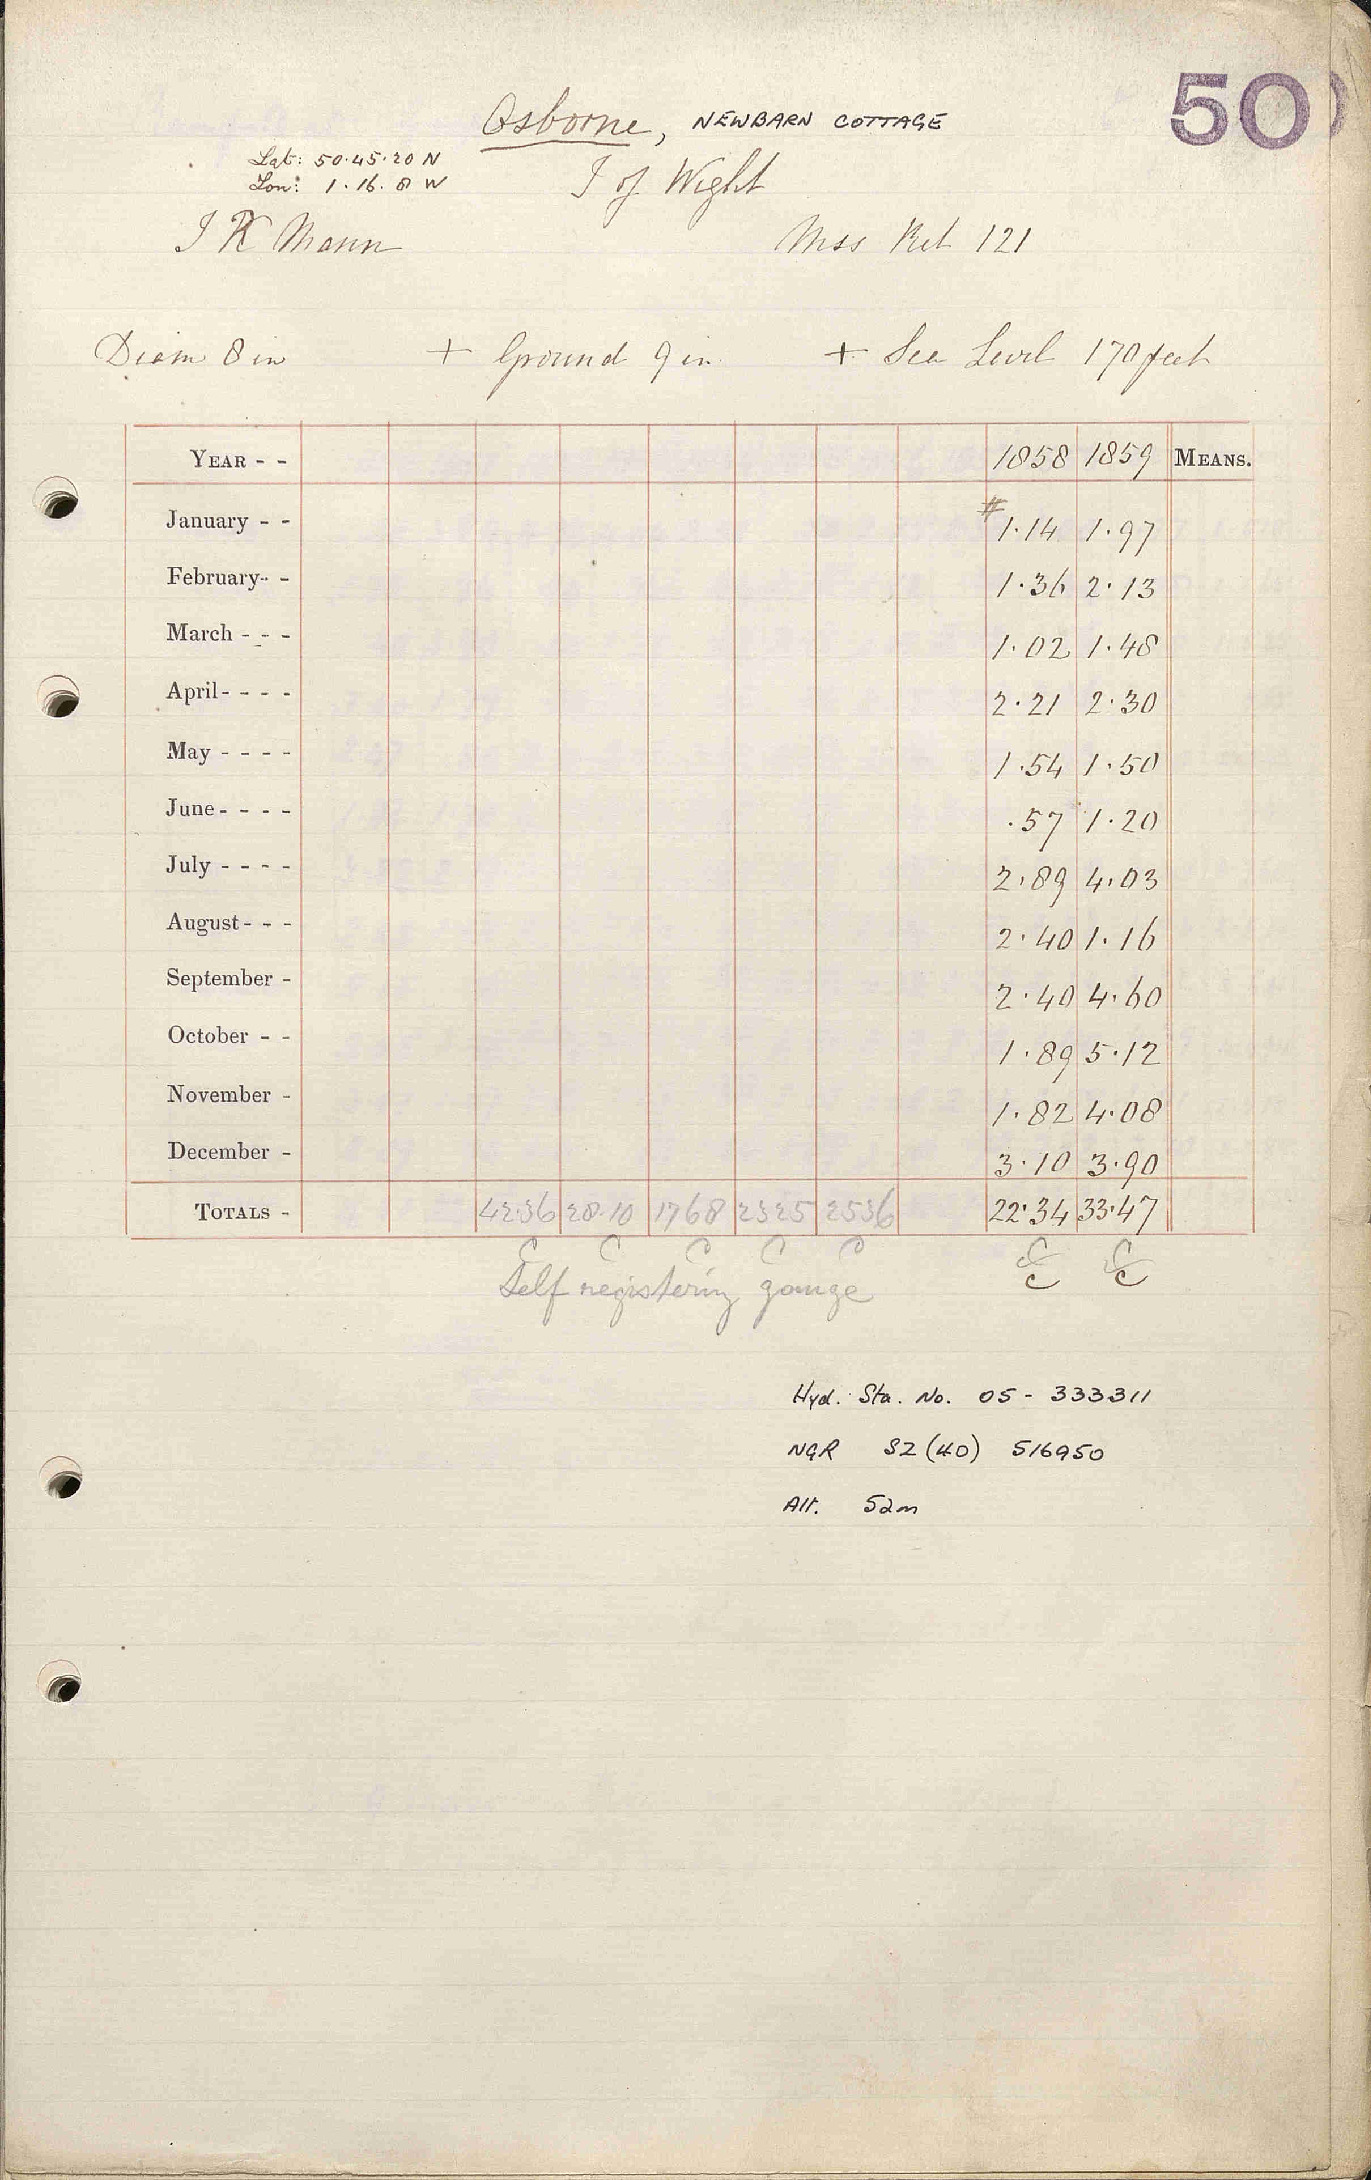 50
Osborne, NEWBARN COTTAGE
Lat: 50.45.20 N
Lon: 1.16.8 W
I of Wight
J R Mann
Mss Ret 121
Diam 8 in + Ground 9 in + Sea Level 170 feet
YEAR - - 1858 1859 MEANS.
January - - # 1.14 1.97
February - - 1.36 2.13
March - - - 1.02 1.48
April - - - - 2.21 2.30
May - - - - 1.54 1.50
June - - - - .57 1.20
July - - - - 2.89 4.03
August - - - 2.40 1.16
September - 2.40 4.60
October - - 1.89 5.12
November - 1.82 4.08
December - 3.10 3.90
TOTALS - 42.36 28.10 17 68 23 25 25 36 22.34 33.47
C C C C C C/C C/C
Self registering gauge
Hyd. Sta. No. 05 - 333311
NGR SZ (40) 516950
Alt. 52m